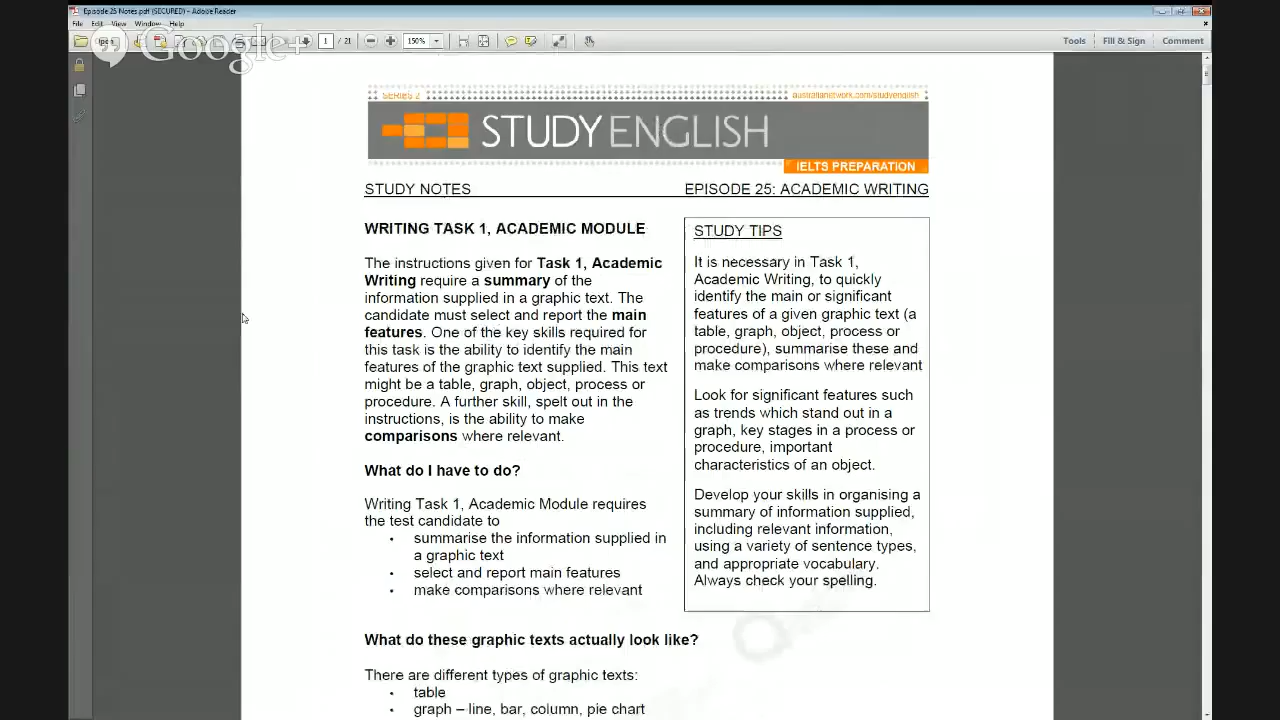 Episode 25 Notes.pdf (SECURED) - Adobe Reader
File Edit View Window Help
Google+
1 / 21
150%
Tools Fill & Sign Comment
SERIES 2
australianetwork.com/studyenglish
STUDY ENGLISH
IELTS PREPARATION
STUDY NOTES
EPISODE 25: ACADEMIC WRITING
WRITING TASK 1, ACADEMIC MODULE
The instructions given for Task 1, Academic
Writing require a summary of the
information supplied in a graphic text. The
candidate must select and report the main
features. One of the key skills required for
this task is the ability to identify the main
features of the graphic text supplied. This text
might be a table, graph, object, process or
procedure. A further skill, spelt out in the
instructions, is the ability to make
comparisons where relevant.
What do I have to do?
Writing Task 1, Academic Module requires
the test candidate to
• summarise the information supplied in
a graphic text
• select and report main features
• make comparisons where relevant
STUDY TIPS
It is necessary in Task 1,
Academic Writing, to quickly
identify the main or significant
features of a given graphic text (a
table, graph, object, process or
procedure), summarise these and
make comparisons where relevant
Look for significant features such
as trends which stand out in a
graph, key stages in a process or
procedure, important
characteristics of an object.
Develop your skills in organising a
summary of information supplied,
including relevant information,
using a variety of sentence types,
and appropriate vocabulary.
Always check your spelling.
What do these graphic texts actually look like?
There are different types of graphic texts:
• table
• graph – line, bar, column, pie chart